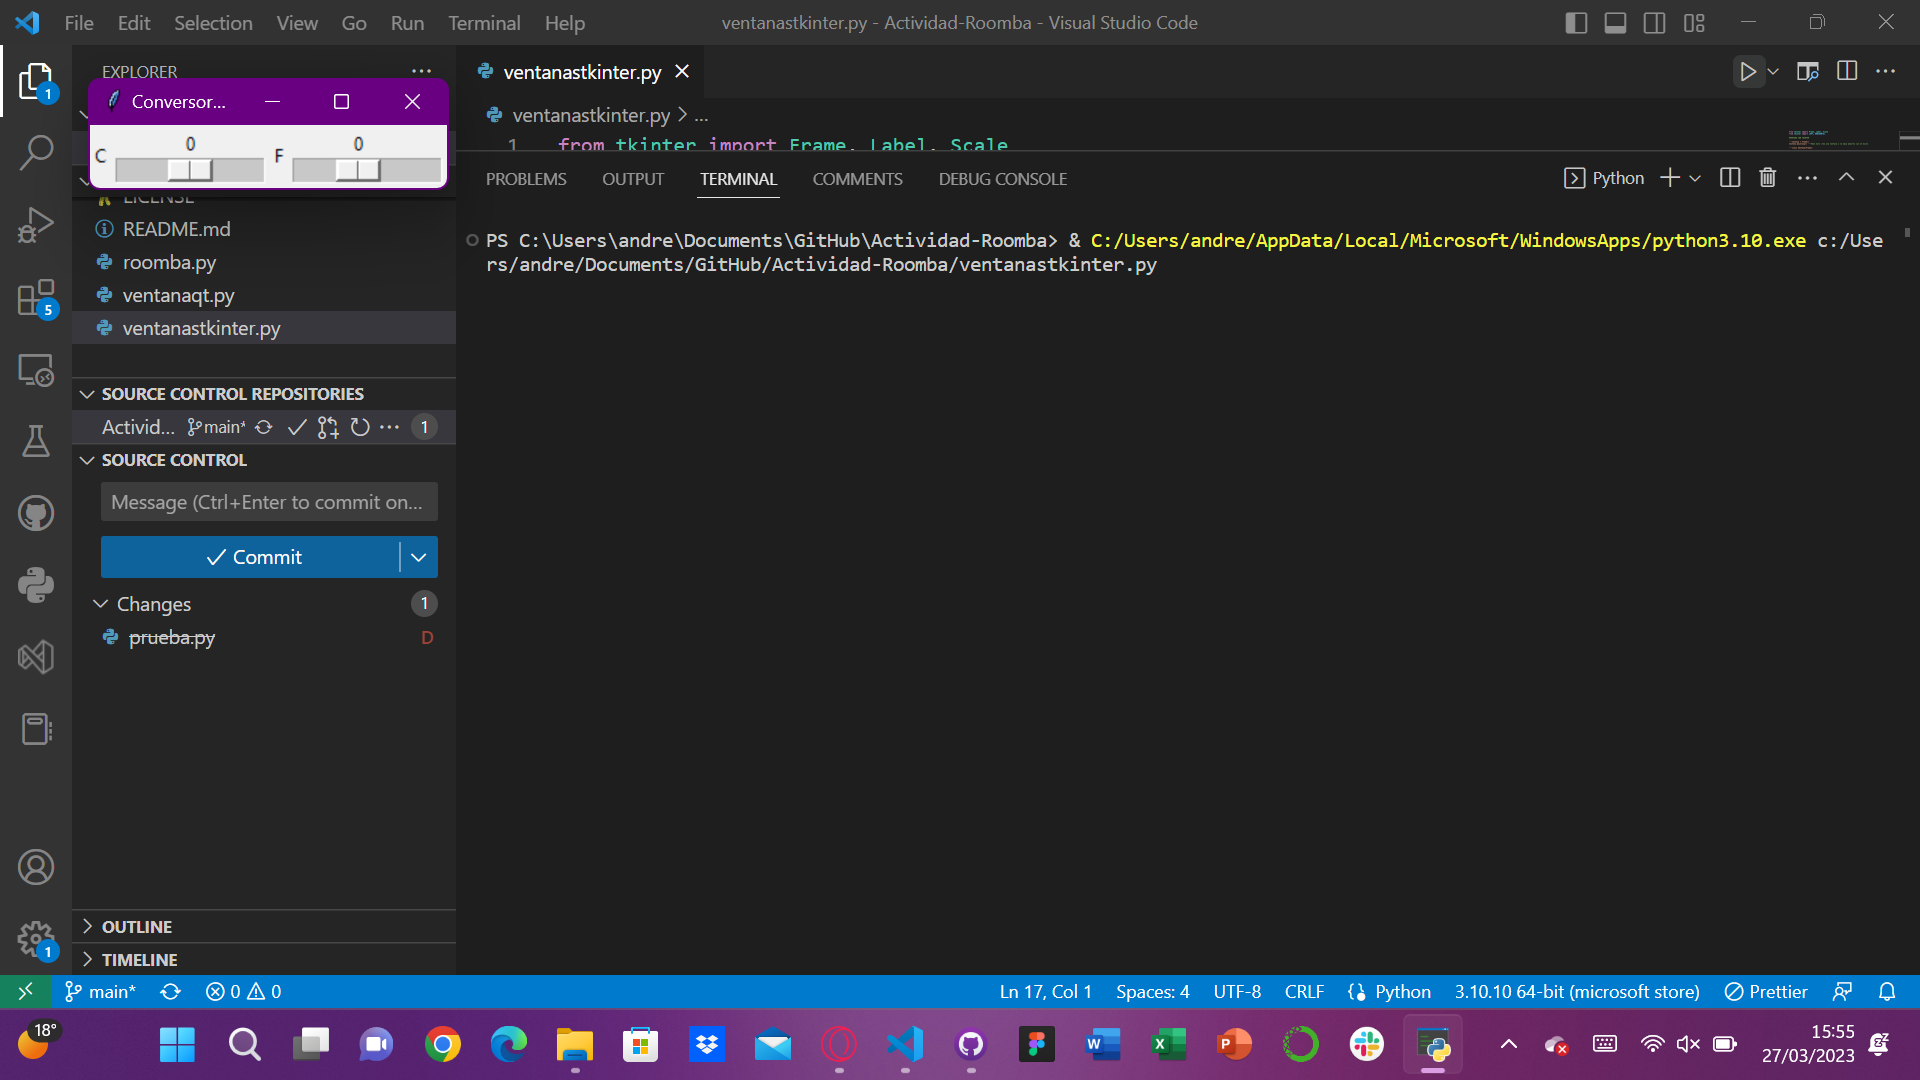 File Edit Selection View Go Run Terminal Help
ventanastkinter.py - Actividad-Roomba - Visual Studio Code
EXPLORER
Conversor...
C 0 F 0
LICENSE
README.md
roomba.py
ventanaqt.py
ventanastkinter.py
SOURCE CONTROL REPOSITORIES
Activid... main* 1
SOURCE CONTROL
Message (Ctrl+Enter to commit on...
Commit
Changes 1
prueba.py D
OUTLINE
TIMELINE
1
5
1
ventanastkinter.py
ventanastkinter.py > ...
1 from tkinter import Frame, Label, Scale
PROBLEMS OUTPUT TERMINAL COMMENTS DEBUG CONSOLE
Python
PS C:\Users\andre\Documents\GitHub\Actividad-Roomba> & C:/Users/andre/AppData/Local/Microsoft/WindowsApps/python3.10.exe c:/Use
rs/andre/Documents/GitHub/Actividad-Roomba/ventanastkinter.py
main* 0 0
Ln 17, Col 1 Spaces: 4 UTF-8 CRLF Python 3.10.10 64-bit (microsoft store) Prettier
18°
15:55
27/03/2023